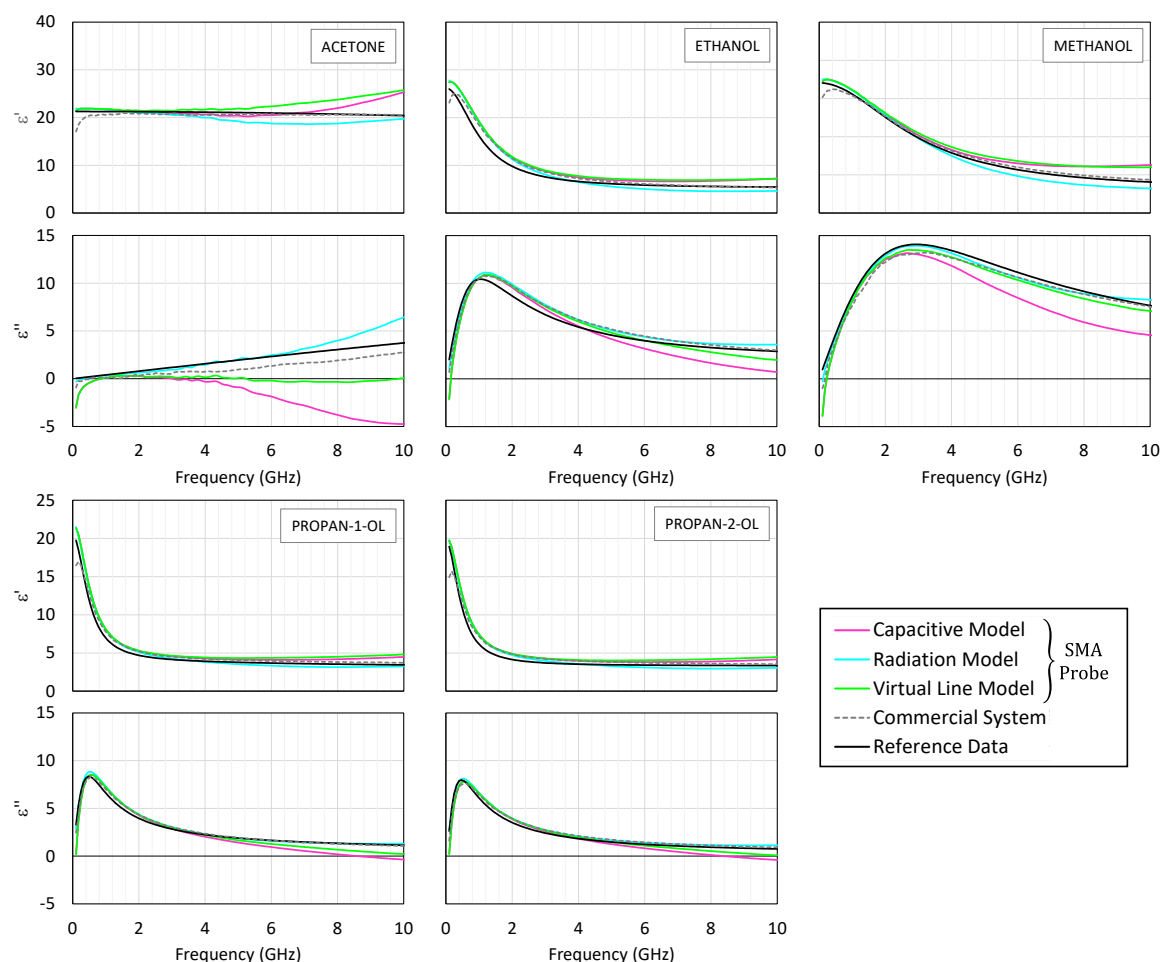 ACETONE
ETHANOL
METHANOL
40
30
20
10
0
ε'
15
10
5
0
-5
ε''
0 2 4 6 8 10
0 2 4 6 8 10
0 2 4 6 8 10
Frequency (GHz)
Frequency (GHz)
Frequency (GHz)
PROPAN-1-OL
PROPAN-2-OL
25
20
15
10
5
0
ε'
15
10
5
0
-5
ε''
0 2 4 6 8 10
0 2 4 6 8 10
Frequency (GHz)
Frequency (GHz)
Capacitive Model
Radiation Model
Virtual Line Model
SMA
Probe
Commercial System
Reference Data